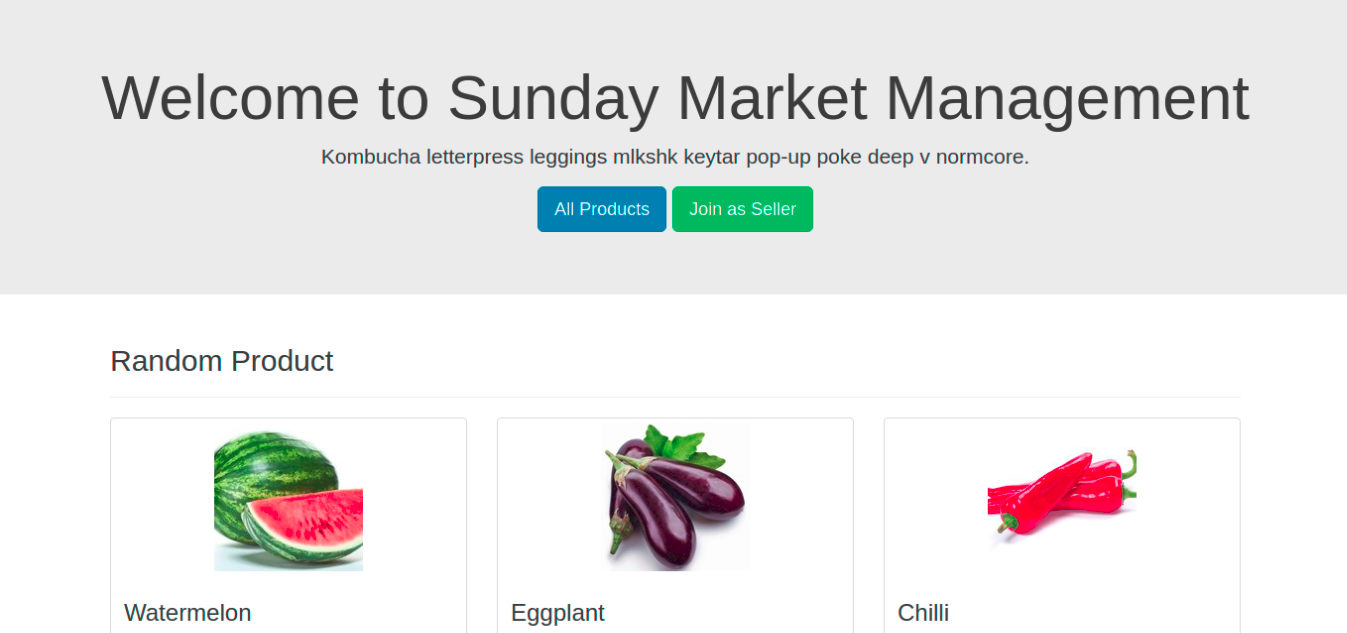 Welcome to Sunday Market Management
Kombucha letterpress leggings mlkshk keytar pop-up poke deep v normcore.
All Products
Join as Seller
Random Product
Watermelon
Eggplant
Chilli